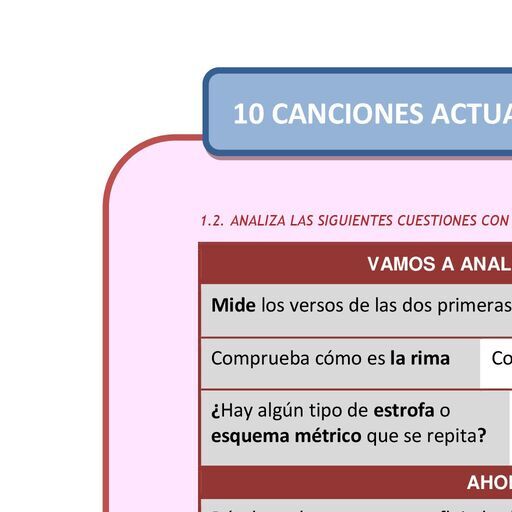 10 CANCIONES ACTUA
1.2. ANALIZA LAS SIGUIENTES CUESTIONES CON
VAMOS A ANAL
Mide los versos de las dos primeras
Comprueba cómo es la rima Co
¿Hay algún tipo de estrofa o
esquema métrico que se repita?
AHO